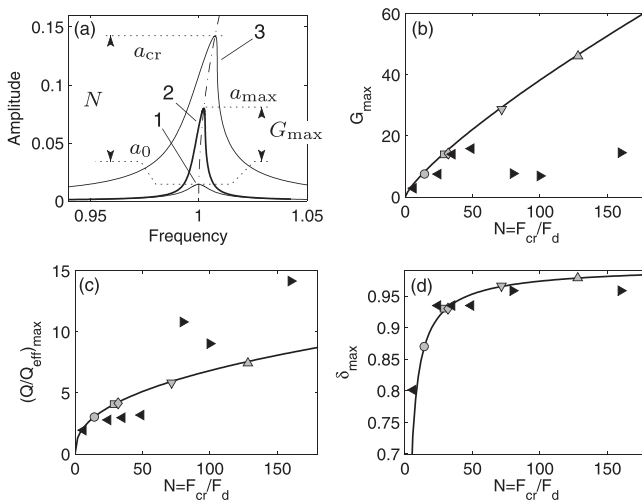 (a)
0.15
0.1
0.05
0
Amplitude
0.95
1
1.05
Frequency
a_cr
N
1
2
3
a_max
a_0
G_max
(b)
60
40
20
0
G_max
0
50
100
150
N=F_cr/F_d
(c)
15
10
5
0
(Q/Q_eff)_max
0
50
100
150
N=F_cr/F_d
(d)
0.95
0.9
0.85
0.8
0.75
0.7
δ_max
0
50
100
150
N=F_cr/F_d